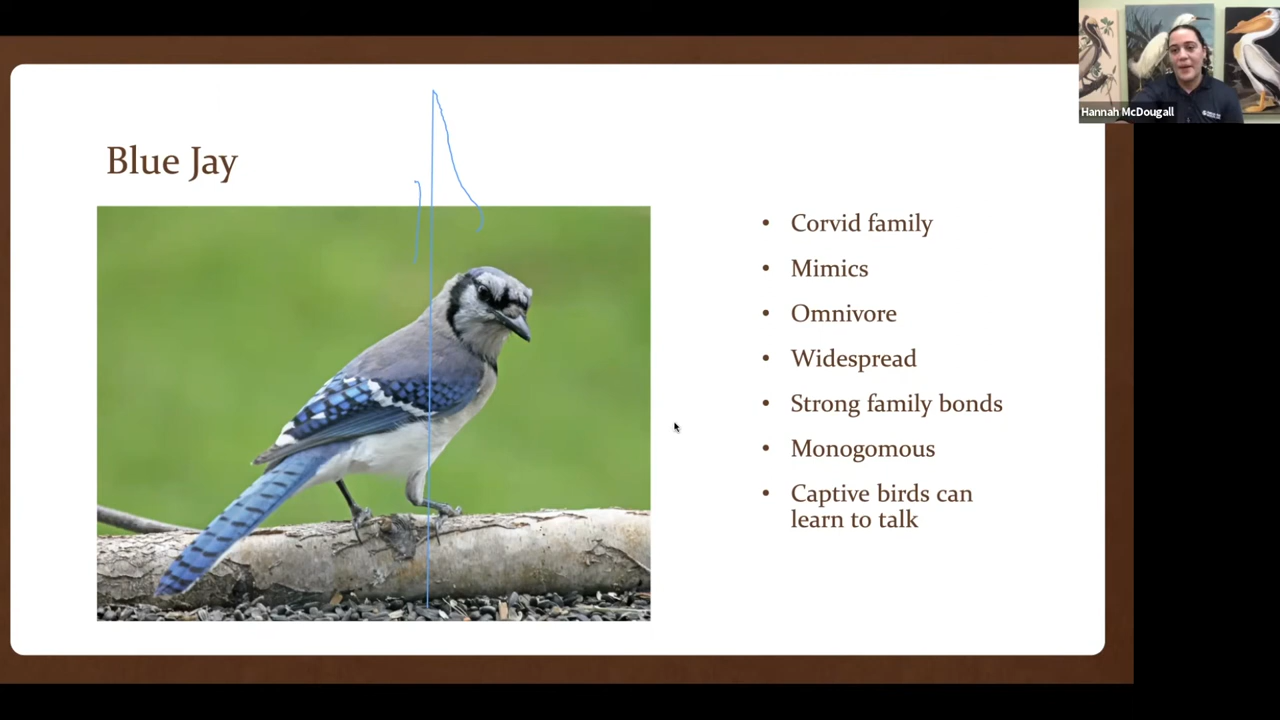 Hannah McDougall
Blue Jay
• Corvid family
• Mimics
• Omnivore
• Widespread
• Strong family bonds
• Monogomous
• Captive birds can
learn to talk